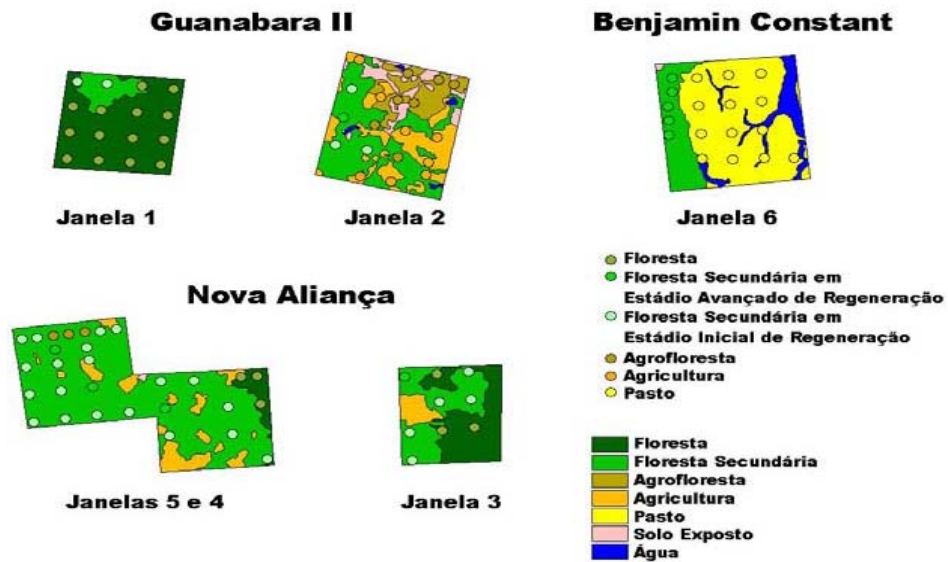 Guanabara II
Benjamin Constant
Janela 1
Janela 2
Janela 6
Nova Aliança
Floresta
Floresta Secundária em
Estádio Avançado de Regeneração
Floresta Secundária em
Estádio Inicial de Regeneração
Agrofloresta
Agricultura
Pasto
Janelas 5 e 4
Janela 3
Floresta
Floresta Secundária
Agrofloresta
Agricultura
Pasto
Solo Exposto
Água